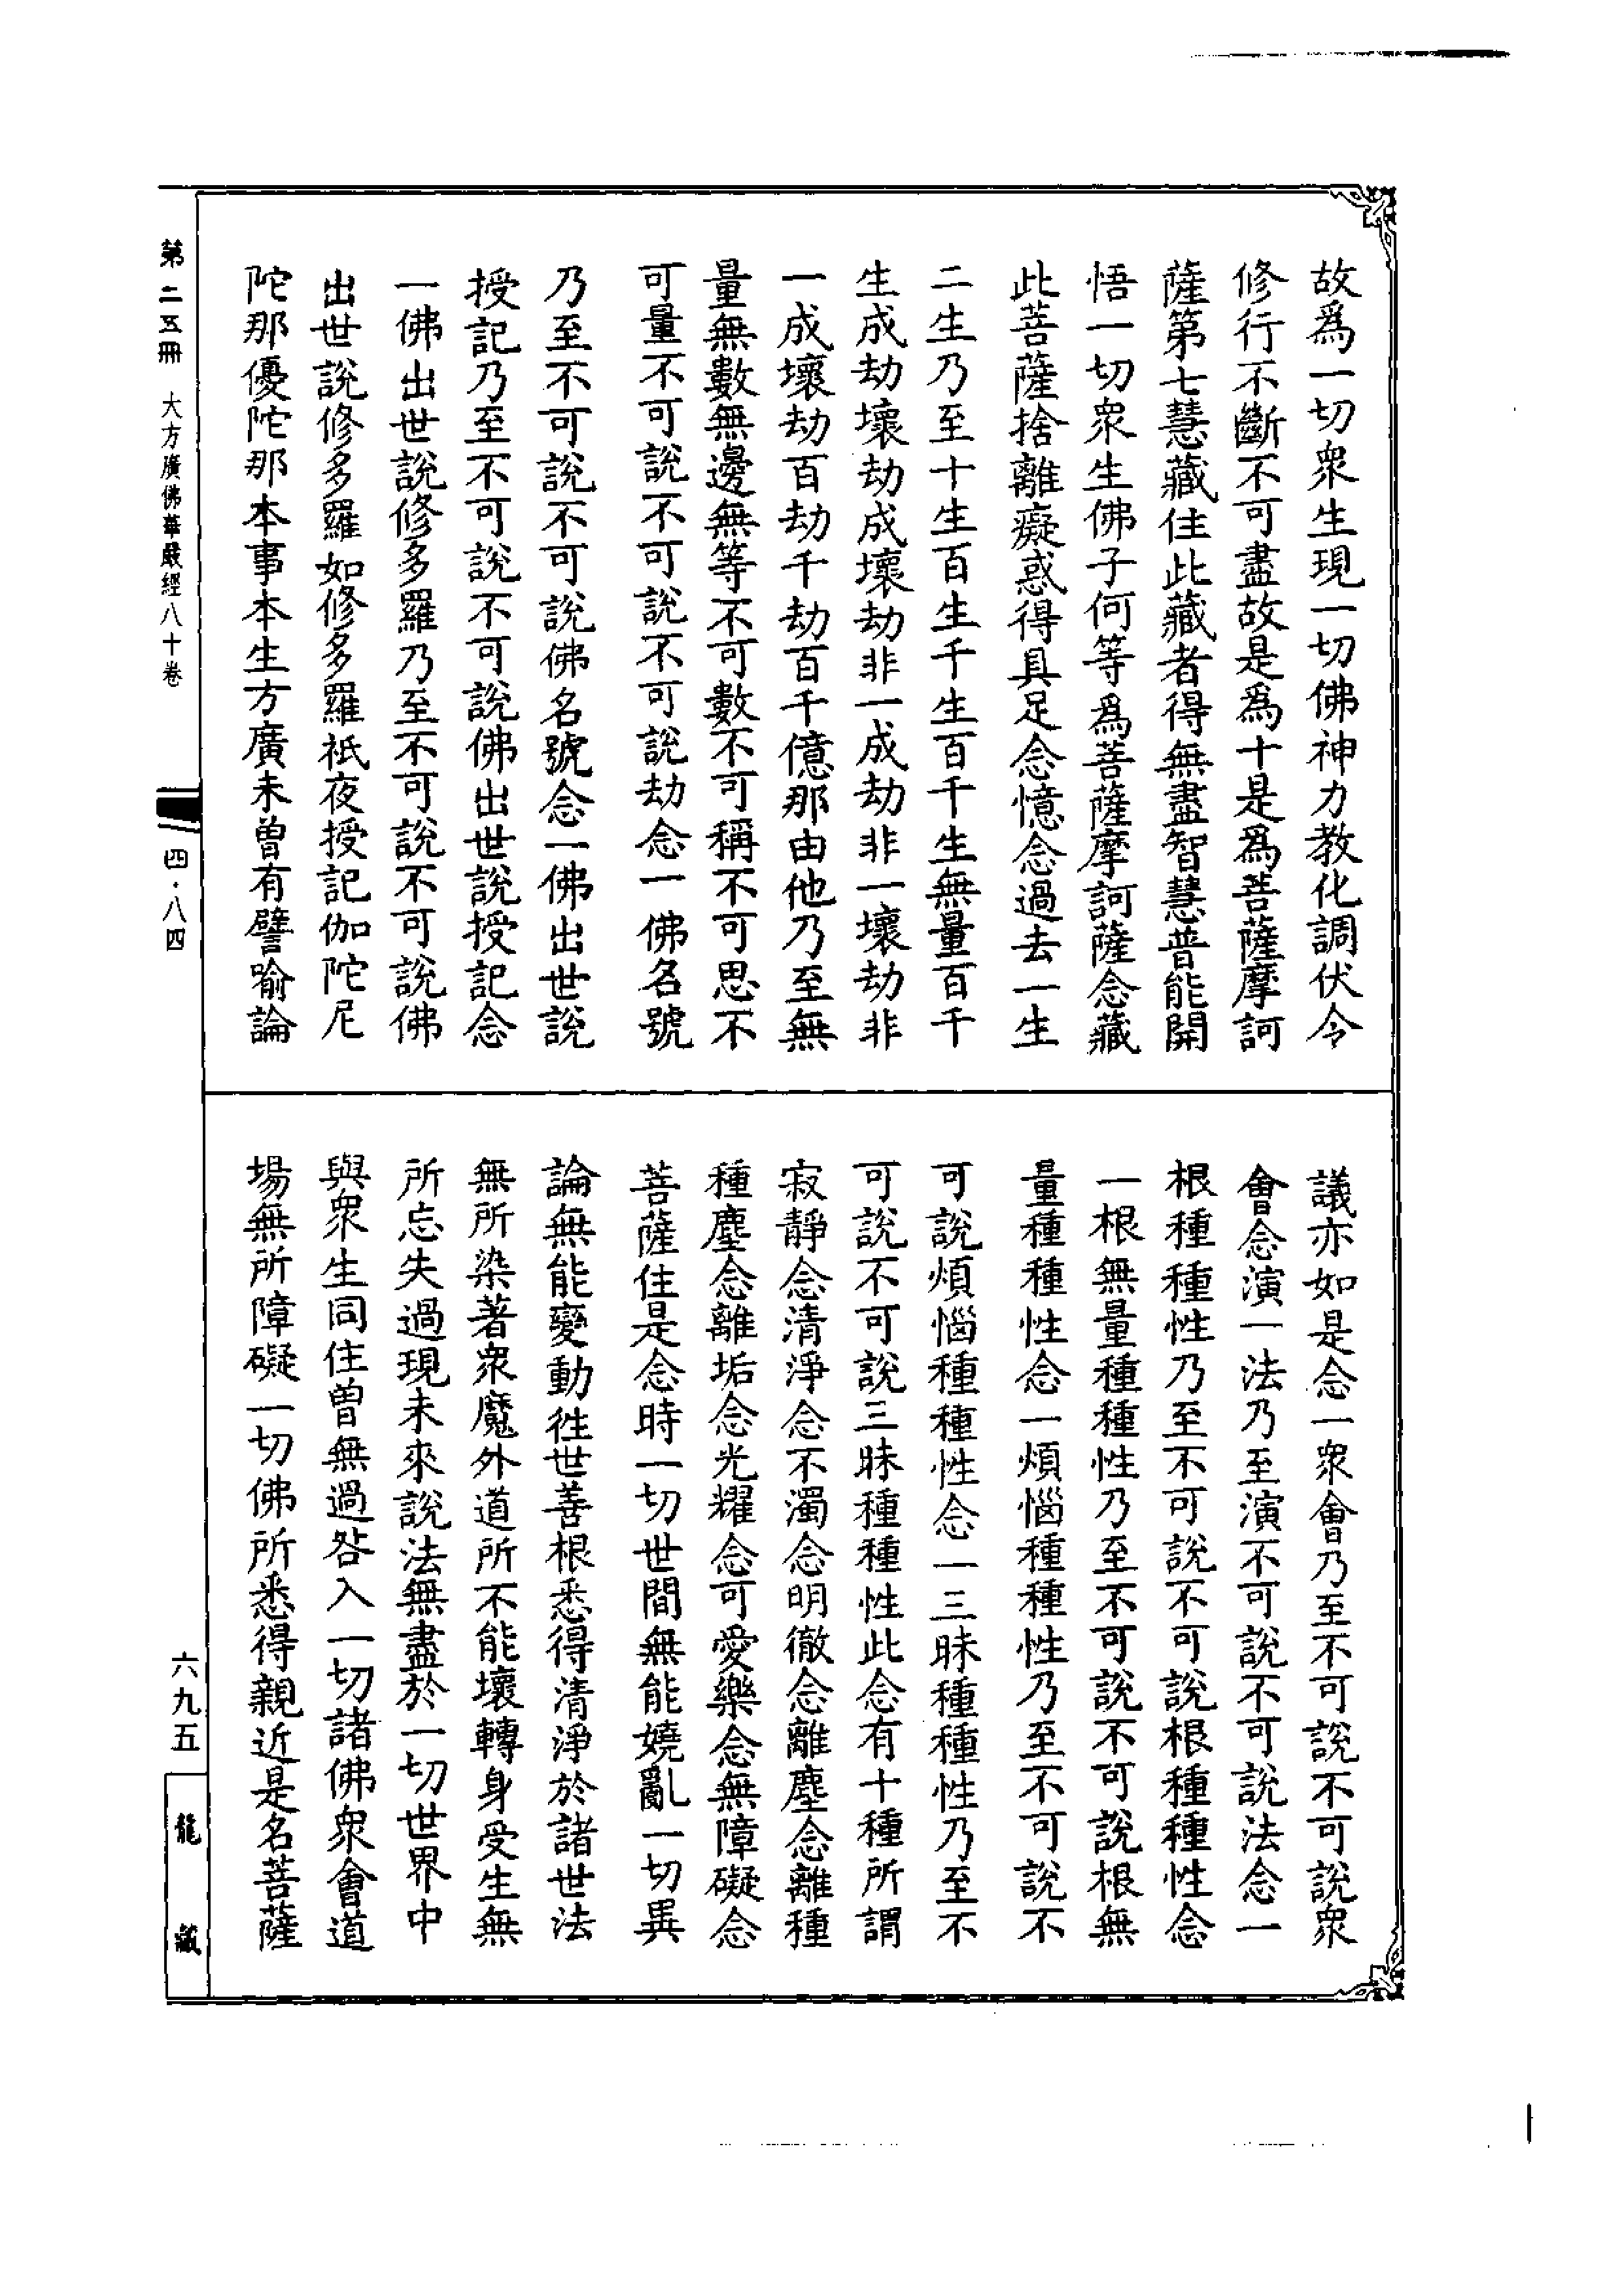 故爲一切衆生現一切佛神力教化調伏令
修行不斷不可盡故是爲十是爲菩薩摩訶
薩第七慧藏住此藏者得無盡智慧普能開
悟一切衆生佛子何等爲菩薩摩訶薩念藏
此菩薩捨離癡惑得具足念憶念過去一生
二生乃至十生百生千生百千生無量百千
生成劫壞劫成壞劫非一成劫非一壞劫非
一成壞劫百劫千劫百千億那由他乃至無
量無數無邊無等不可數不可稱不可思不
可量不可說不可說不可說劫念一佛名號
乃至不可說不可說佛名號念一佛出世說
授記乃至不可說不可說佛出世說授記念
一佛出世說修多羅乃至不可說不可說佛
出世說修多羅如修多羅祇夜授記伽陀尼
陀那優陀那本事本生方廣未曾有譬喻論
議亦如是念一衆會乃至不可說不可說衆
會念演一法乃至演不可說不可說法念一
根種種性乃至不可說不可說根種種性念
一根無量種種性乃至不可說不可說根無
量種種性念一煩惱種種性乃至不可說不
可說煩惱種種性念一三昧種種性乃至不
可說不可說三昧種種性此念有十種所謂
寂靜念清淨念不濁念明徹念離塵念離種
種塵念離垢念光耀念可愛樂念無障礙念
菩薩住是念時一切世間無能嬈亂一切異
論無能變動往世善根悉得清淨於諸世法
無所染著衆魔外道所不能壞轉身受生無
所忘失過現未來說法無盡於一切世界中
與衆生同住曾無過咎入一切諸佛衆會道
場無所障礙一切佛所悉得親近是名菩薩
第二五冊 大方廣佛華嚴經八十卷
四·八四
六九五
龍藏